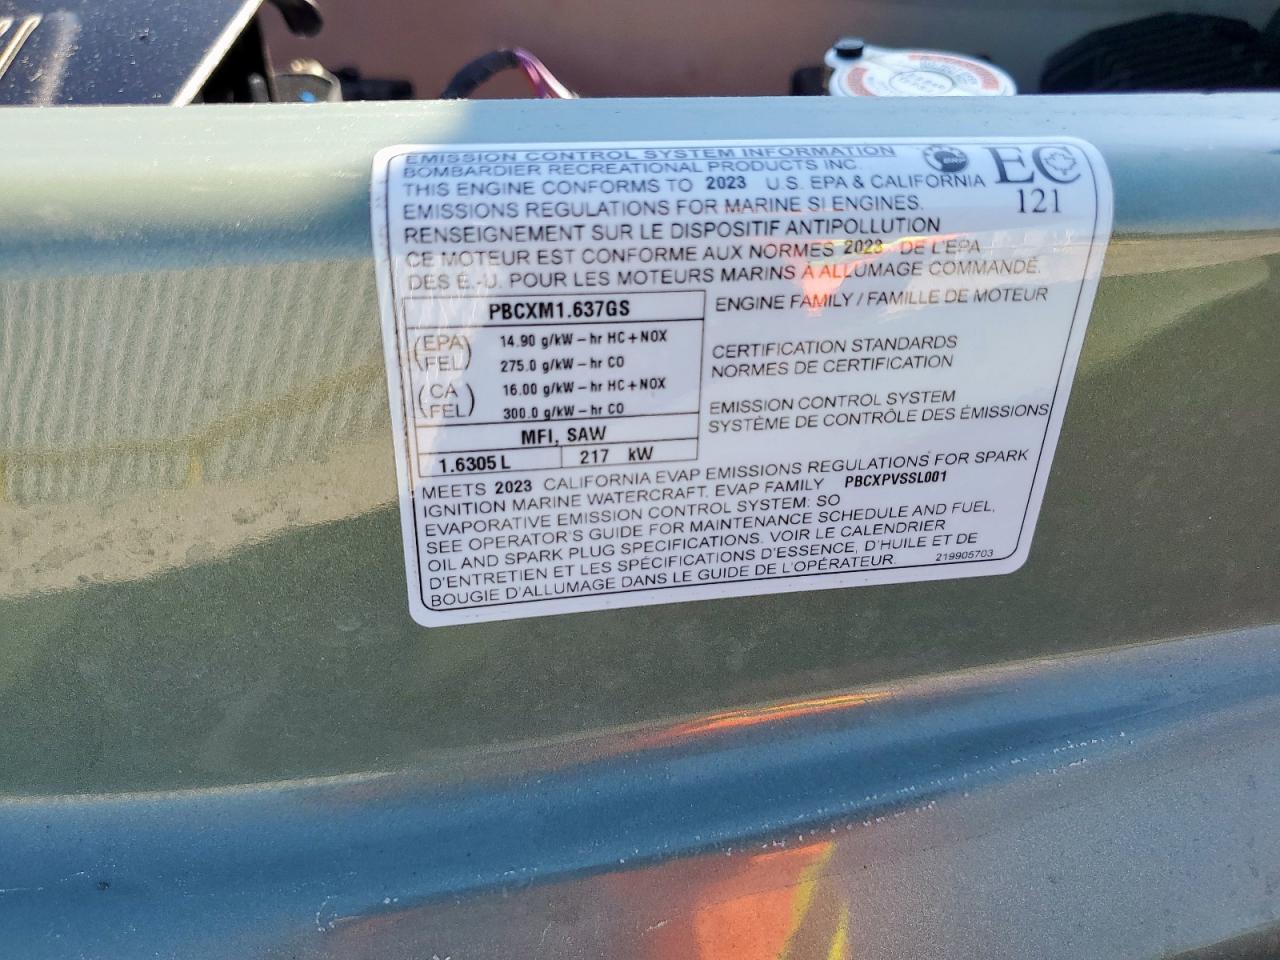 EMISSION CONTROL SYSTEM INFORMATION
BOMBARDIER RECREATIONAL PRODUCTS INC.
THIS ENGINE CONFORMS TO 2023 U.S. EPA & CALIFORNIA
EMISSIONS REGULATIONS FOR MARINE SI ENGINES.
EC
121
RENSEIGNEMENT SUR LE DISPOSITIF ANTIPOLLUTION
CE MOTEUR EST CONFORME AUX NORMES 2023 DE L'EPA
DES É.-U. POUR LES MOTEURS MARINS À ALLUMAGE COMMANDÉ.
PBCXM1.637GS
ENGINE FAMILY / FAMILLE DE MOTEUR
(EPA FEL) 14.90 g/kW-hr HC+NOX
275.0 g/kW-hr CO
(CA FEL) 16.00 g/kW-hr HC+NOX
300.0 g/kW-hr CO
CERTIFICATION STANDARDS
NORMES DE CERTIFICATION
MFI, SAW
EMISSION CONTROL SYSTEM
SYSTÈME DE CONTRÔLE DES ÉMISSIONS
1.6305 L 217 kW
MEETS 2023 CALIFORNIA EVAP EMISSIONS REGULATIONS FOR SPARK
IGNITION MARINE WATERCRAFT. EVAP FAMILY PBCXPVSSL001
EVAPORATIVE EMISSION CONTROL SYSTEM: SO
SEE OPERATOR'S GUIDE FOR MAINTENANCE SCHEDULE AND FUEL,
OIL AND SPARK PLUG SPECIFICATIONS. VOIR LE CALENDRIER
D'ENTRETIEN ET LES SPÉCIFICATIONS D'ESSENCE, D'HUILE ET DE
BOUGIE D'ALLUMAGE DANS LE GUIDE DE L'OPÉRATEUR.
219905703